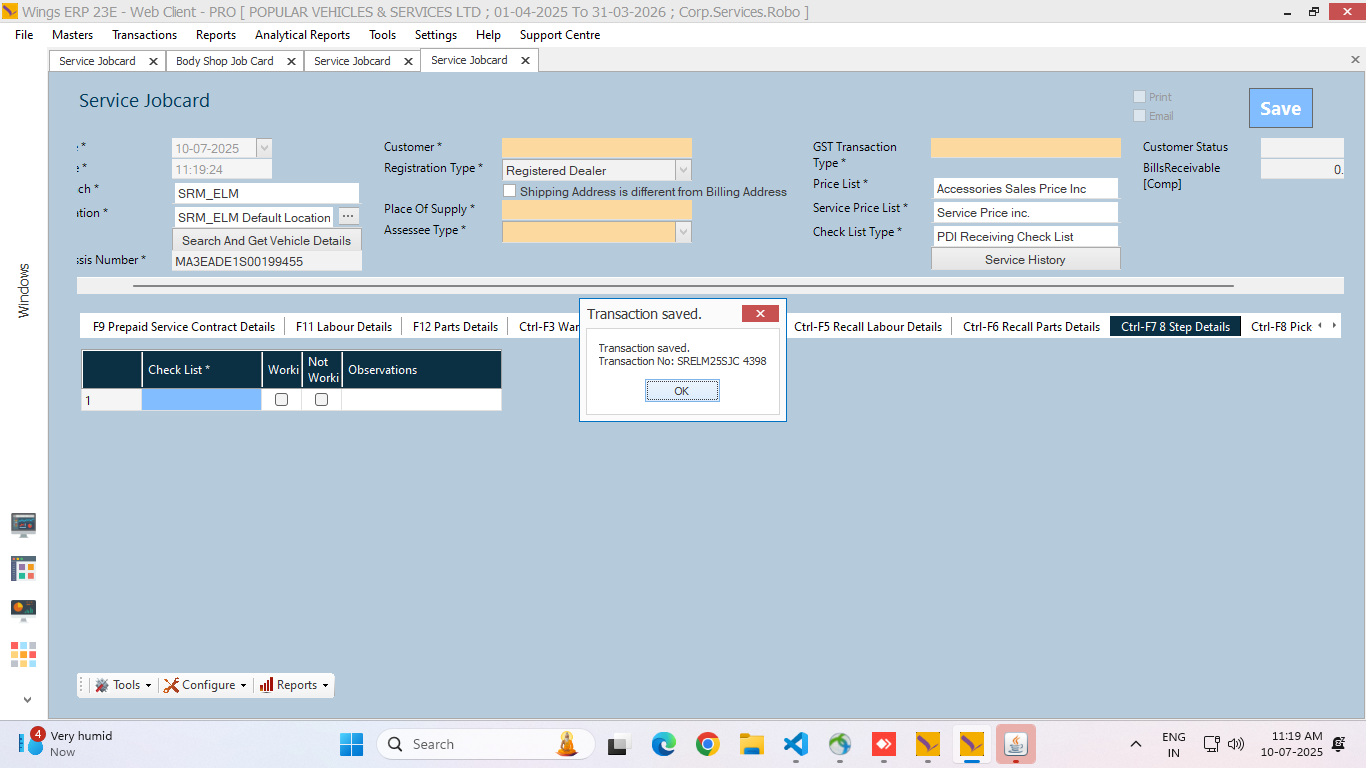 Wings ERP 23E - Web Client - PRO [ POPULAR VEHICLES & SERVICES LTD ; 01-04-2025 To 31-03-2026 ; Corp.Services.Robo ]
File Masters Transactions Reports Analytical Reports Tools Settings Help Support Centre
Service Jobcard Body Shop Job Card Service Jobcard Service Jobcard
Service Jobcard
Print
Email
Save
10-07-2025
11:19:24
SRM_ELM
SRM_ELM Default Location
Search And Get Vehicle Details
ssis Number *
MA3EADE1S00199455
Customer *
Registration Type *
Registered Dealer
Shipping Address is different from Billing Address
Place Of Supply *
Assessee Type *
GST Transaction
Type *
Price List *
Accessories Sales Price Inc
Service Price List *
Service Price inc.
Check List Type *
PDI Receiving Check List
Service History
Customer Status
BillsReceivable
[Comp]
0.
Windows
F9 Prepaid Service Contract Details F11 Labour Details F12 Parts Details Ctrl-F3 War Ctrl-F5 Recall Labour Details Ctrl-F6 Recall Parts Details Ctrl-F7 8 Step Details Ctrl-F8 Pick
Check List * Worki Not Worki Observations
1
Transaction saved.
Transaction saved.
Transaction No: SRELM25SJC 4398
OK
Tools Configure Reports
4
Very humid
Now
Search
ENG
IN
11:19 AM
10-07-2025